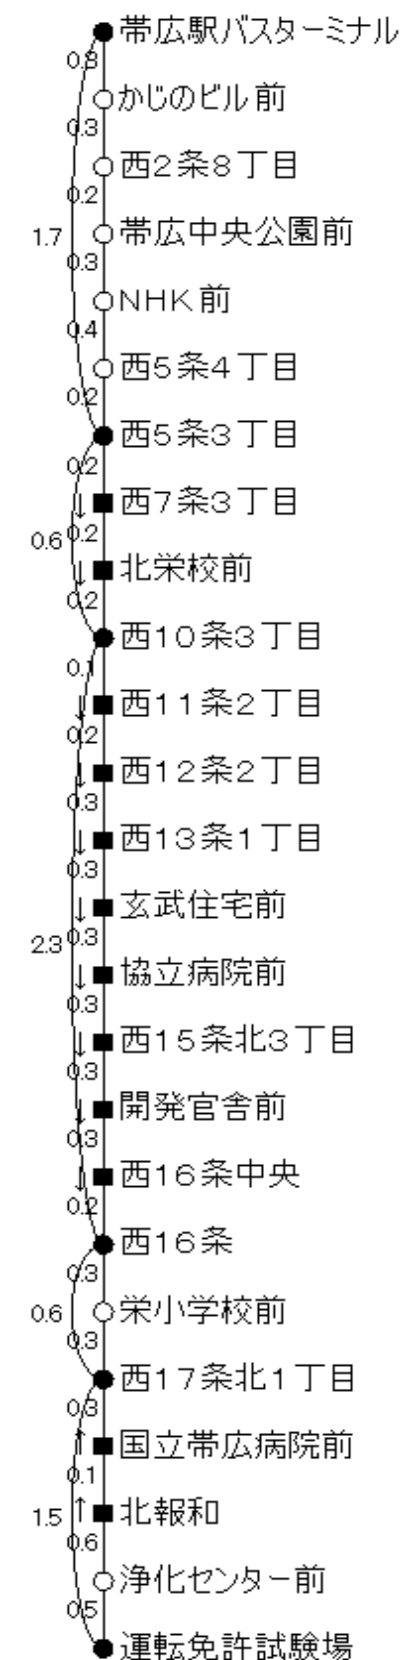 帯広駅バスターミナル
0.3
かじのビル前
0.3
西2条8丁目
0.2
1.7
帯広中央公園前
0.3
NHK前
0.4
西5条4丁目
0.2
西5条3丁目
0.2
↓
西7条3丁目
0.6
0.2
↓
北栄校前
0.2
西10条3丁目
0.1
↓
西11条2丁目
0.2
↓
西12条2丁目
0.3
↓
西13条1丁目
0.3
↓
玄武住宅前
2.3
0.3
↓
協立病院前
0.3
↓
西15条北3丁目
0.3
↓
開発官舎前
0.3
↓
西16条中央
0.2
西16条
0.3
0.6
栄小学校前
0.3
西17条北1丁目
0.3
↑
国立帯広病院前
0.1
1.5
↑
北報和
0.6
浄化センター前
0.5
運転免許試験場